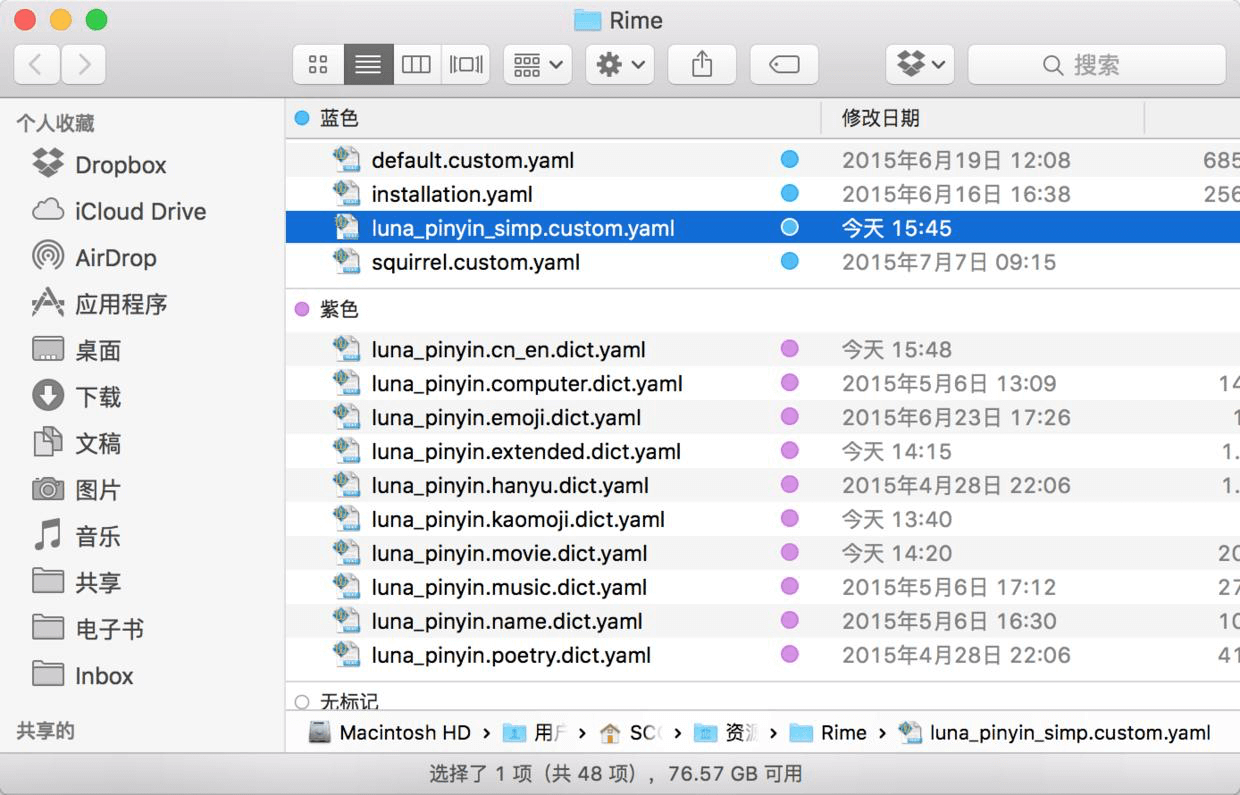 Rime
搜索
个人收藏
Dropbox
iCloud Drive
AirDrop
应用程序
桌面
下载
文稿
图片
音乐
共享
电子书
Inbox
共享的
蓝色 修改日期
default.custom.yaml 2015年6月19日 12:08 685
installation.yaml 2015年6月16日 16:38 256
luna_pinyin_simp.custom.yaml 今天 15:45
squirrel.custom.yaml 2015年7月7日 09:15
紫色
luna_pinyin.cn_en.dict.yaml 今天 15:48
luna_pinyin.computer.dict.yaml 2015年5月6日 13:09 14
luna_pinyin.emoji.dict.yaml 2015年6月23日 17:26 1
luna_pinyin.extended.dict.yaml 今天 14:15 1.
luna_pinyin.hanyu.dict.yaml 2015年4月28日 22:06 1.
luna_pinyin.kaomoji.dict.yaml 今天 13:40
luna_pinyin.movie.dict.yaml 今天 14:20 20
luna_pinyin.music.dict.yaml 2015年5月6日 17:12 27
luna_pinyin.name.dict.yaml 2015年5月6日 16:30 10
luna_pinyin.poetry.dict.yaml 2015年4月28日 22:06 41
无标记
Macintosh HD › 用户 › SC › 资源 › Rime › luna_pinyin_simp.custom.yaml
选择了 1 项（共 48 项），76.57 GB 可用